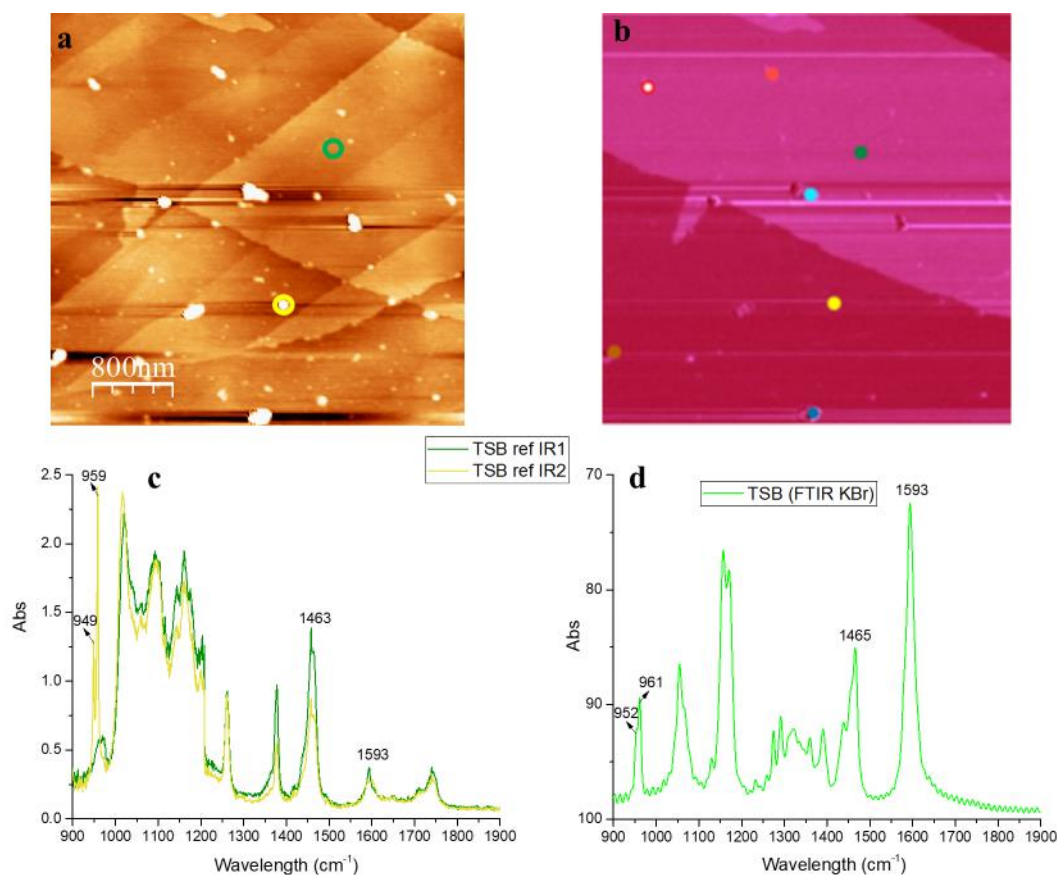 a
b
800nm
TSB ref IR1
TSB ref IR2
c
d
TSB (FTIR KBr)
2.5
2.0
1.5
1.0
0.5
0.0
Abs
959
949
1463
1593
900 1000 1100 1200 1300 1400 1500 1600 1700 1800 1900
Wavelength (cm⁻¹)
70
80
90
100
Abs
952
961
1465
1593
900 1000 1100 1200 1300 1400 1500 1600 1700 1800 1900
Wavelength (cm⁻¹)